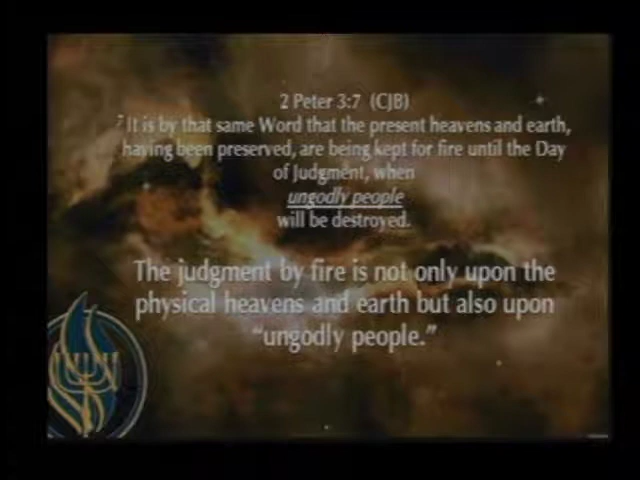 2 Peter 3:7 (CJB)
7 It is by that same Word that the present heavens and earth,
having been preserved, are being kept for fire until the Day
of Judgment, when
ungodly people
will be destroyed.
The judgment by fire is not only upon the
physical heavens and earth but also upon
“ungodly people.”